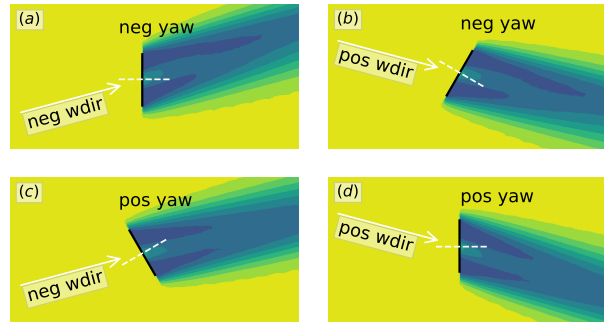 (a)
neg yaw
neg wdir
(b)
neg yaw
pos wdir
(c)
pos yaw
neg wdir
(d)
pos yaw
pos wdir